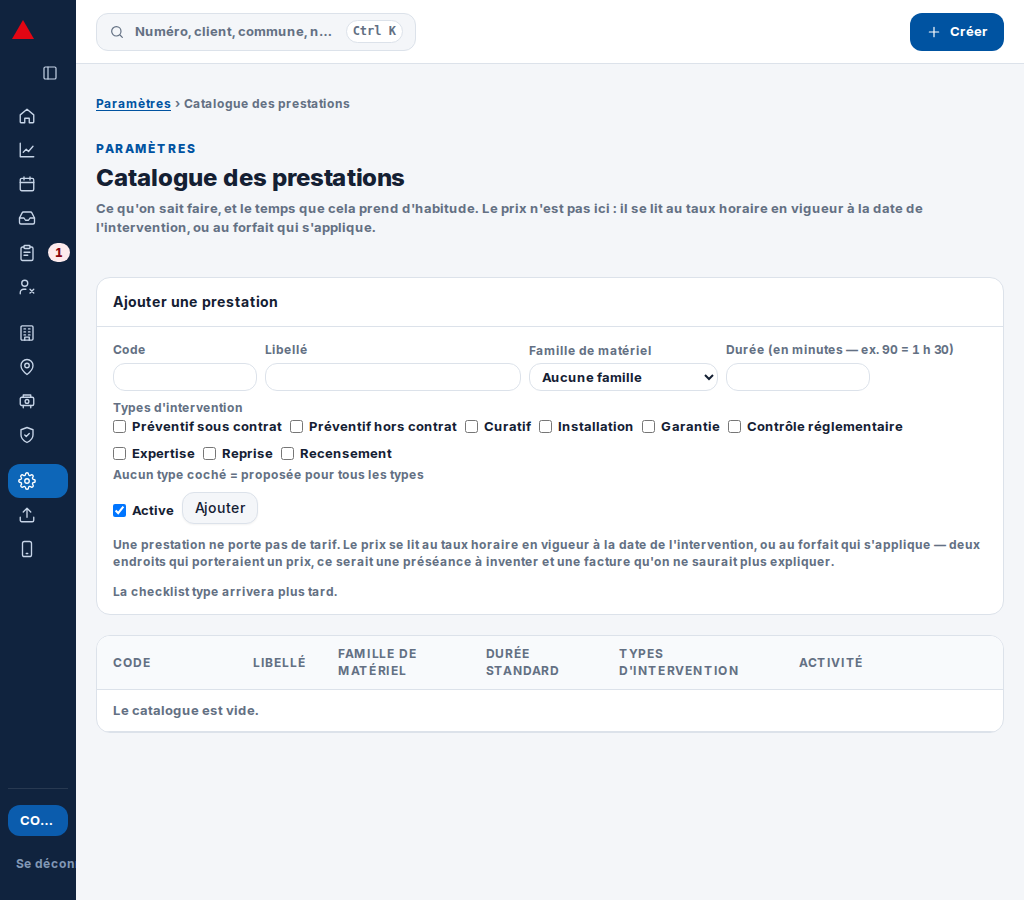 Numéro, client, commune, n... Ctrl K
Créer
1
CO...
Se décon
Paramètres › Catalogue des prestations
PARAMÈTRES
Catalogue des prestations
Ce qu'on sait faire, et le temps que cela prend d'habitude. Le prix n'est pas ici : il se lit au taux horaire en vigueur à la date de
l'intervention, ou au forfait qui s'applique.
Ajouter une prestation
Code Libellé Famille de matériel Durée (en minutes — ex. 90 = 1 h 30)
Aucune famille
Types d'intervention
Préventif sous contrat Préventif hors contrat Curatif Installation Garantie Contrôle réglementaire
Expertise Reprise Recensement
Aucun type coché = proposée pour tous les types
Active Ajouter
Une prestation ne porte pas de tarif. Le prix se lit au taux horaire en vigueur à la date de l'intervention, ou au forfait qui s'applique — deux
endroits qui porteraient un prix, ce serait une préséance à inventer et une facture qu'on ne saurait plus expliquer.
La checklist type arrivera plus tard.
CODE LIBELLÉ FAMILLE DE MATÉRIEL DURÉE STANDARD TYPES D'INTERVENTION ACTIVITÉ
Le catalogue est vide.